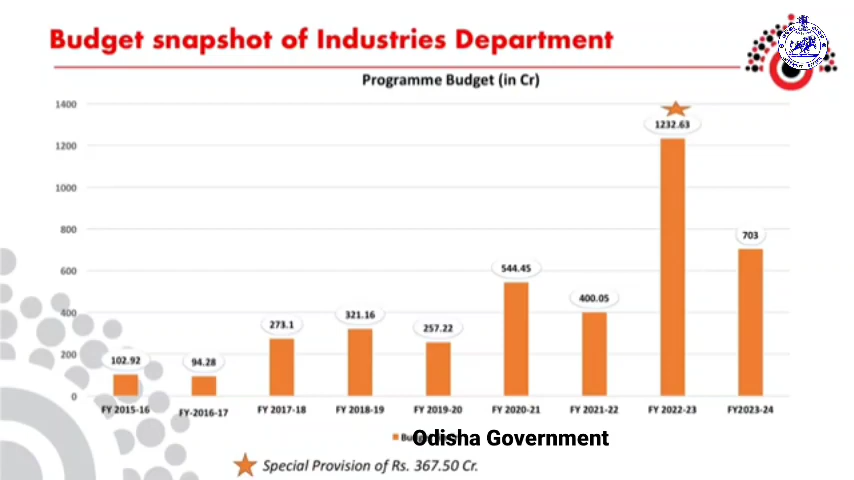 Budget snapshot of Industries Department
Programme Budget (in Cr)
1400
1200
1000
800
600
400
200
0
102.92
94.28
273.1
321.16
257.22
544.45
400.05
1232.63
703
FY 2015-16
FY-2016-17
FY 2017-18
FY 2018-19
FY 2019-20
FY 2020-21
FY 2021-22
FY 2022-23
FY2023-24
Odisha Government
Special Provision of Rs. 367.50 Cr.